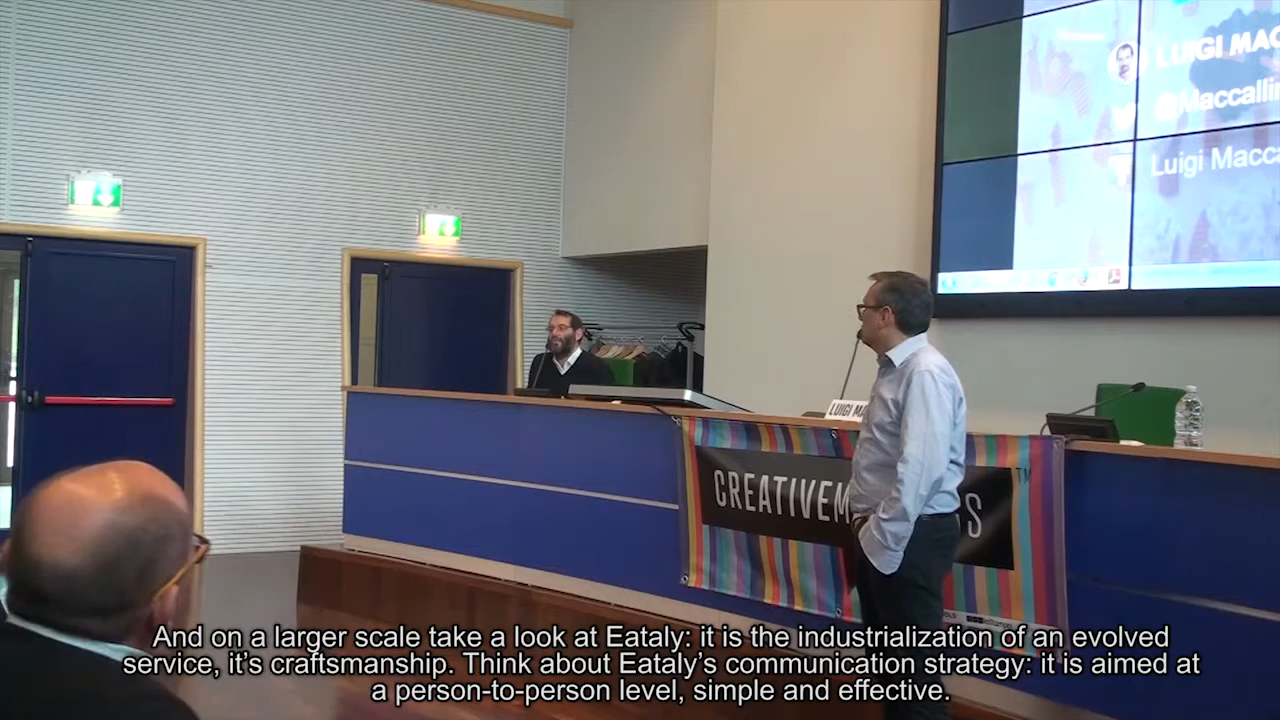 LUIGI MAC
@Maccalli
Luigi Macca
LUIGI MA
CREATIVEM
S
TM
And on a larger scale take a look at Eataly: it is the industrialization of an evolved
service, it's craftsmanship. Think about Eataly's communication strategy: it is aimed at
a person-to-person level, simple and effective.